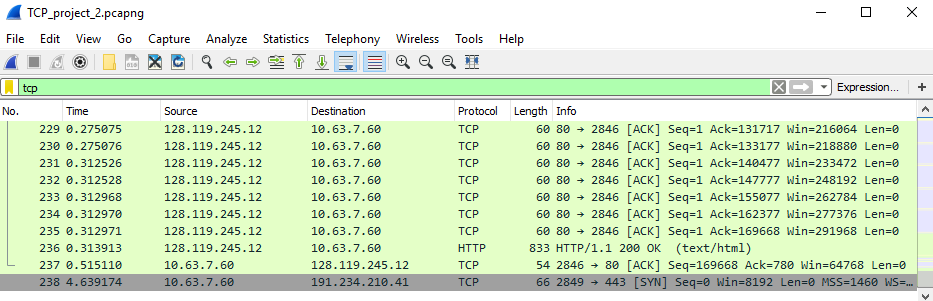 TCP_project_2.pcapng
File Edit View Go Capture Analyze Statistics Telephony Wireless Tools Help
tcp Expression... +
No. Time Source Destination Protocol Length Info
229 0.275075 128.119.245.12 10.63.7.60 TCP 60 80 → 2846 [ACK] Seq=1 Ack=131717 Win=216064 Len=0
230 0.275076 128.119.245.12 10.63.7.60 TCP 60 80 → 2846 [ACK] Seq=1 Ack=133177 Win=218880 Len=0
231 0.312526 128.119.245.12 10.63.7.60 TCP 60 80 → 2846 [ACK] Seq=1 Ack=140477 Win=233472 Len=0
232 0.312528 128.119.245.12 10.63.7.60 TCP 60 80 → 2846 [ACK] Seq=1 Ack=147777 Win=248192 Len=0
233 0.312968 128.119.245.12 10.63.7.60 TCP 60 80 → 2846 [ACK] Seq=1 Ack=155077 Win=262784 Len=0
234 0.312970 128.119.245.12 10.63.7.60 TCP 60 80 → 2846 [ACK] Seq=1 Ack=162377 Win=277376 Len=0
235 0.312971 128.119.245.12 10.63.7.60 TCP 60 80 → 2846 [ACK] Seq=1 Ack=169668 Win=291968 Len=0
236 0.313913 128.119.245.12 10.63.7.60 HTTP 833 HTTP/1.1 200 OK (text/html)
237 0.515110 10.63.7.60 128.119.245.12 TCP 54 2846 → 80 [ACK] Seq=169668 Ack=780 Win=64768 Len=0
238 4.639174 10.63.7.60 191.234.210.41 TCP 66 2849 → 443 [SYN] Seq=0 Win=8192 Len=0 MSS=1460 WS=…